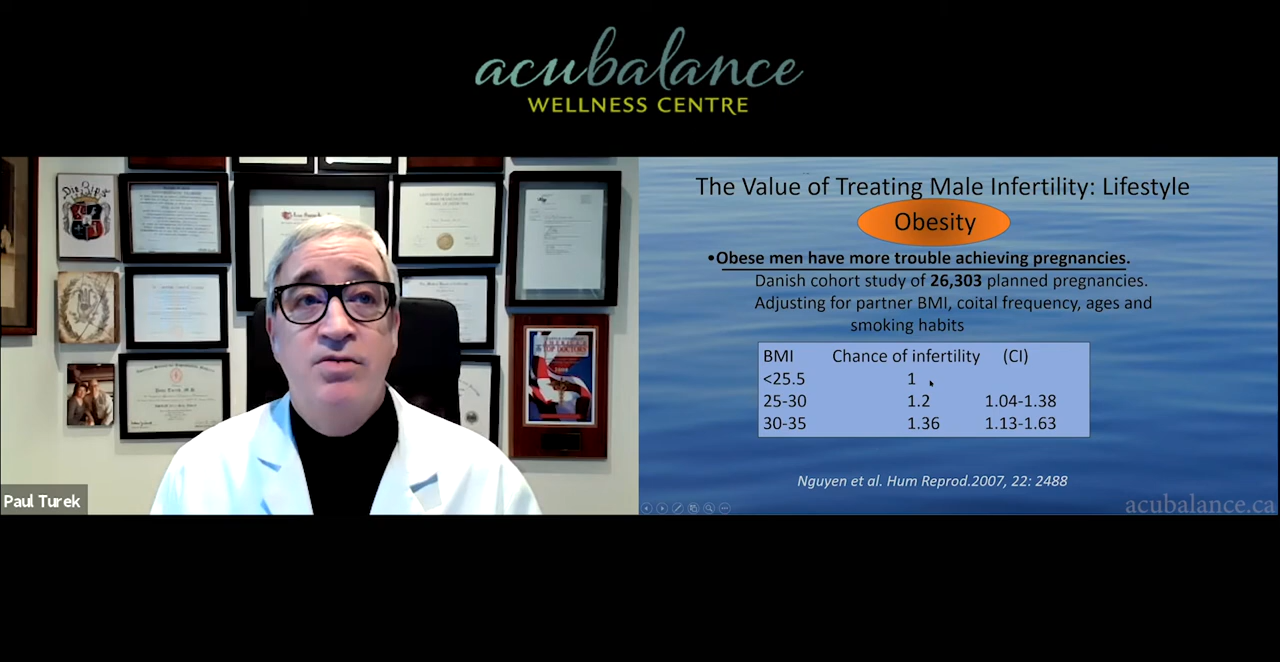 acubalance
WELLNESS CENTRE
Paul Turek
The Value of Treating Male Infertility: Lifestyle
Obesity
•Obese men have more trouble achieving pregnancies.
Danish cohort study of 26,303 planned pregnancies.
Adjusting for partner BMI, coital frequency, ages and
smoking habits
BMI Chance of infertility (CI)
<25.5 1
25-30 1.2 1.04-1.38
30-35 1.36 1.13-1.63
Nguyen et al. Hum Reprod.2007, 22: 2488
acubalance.ca